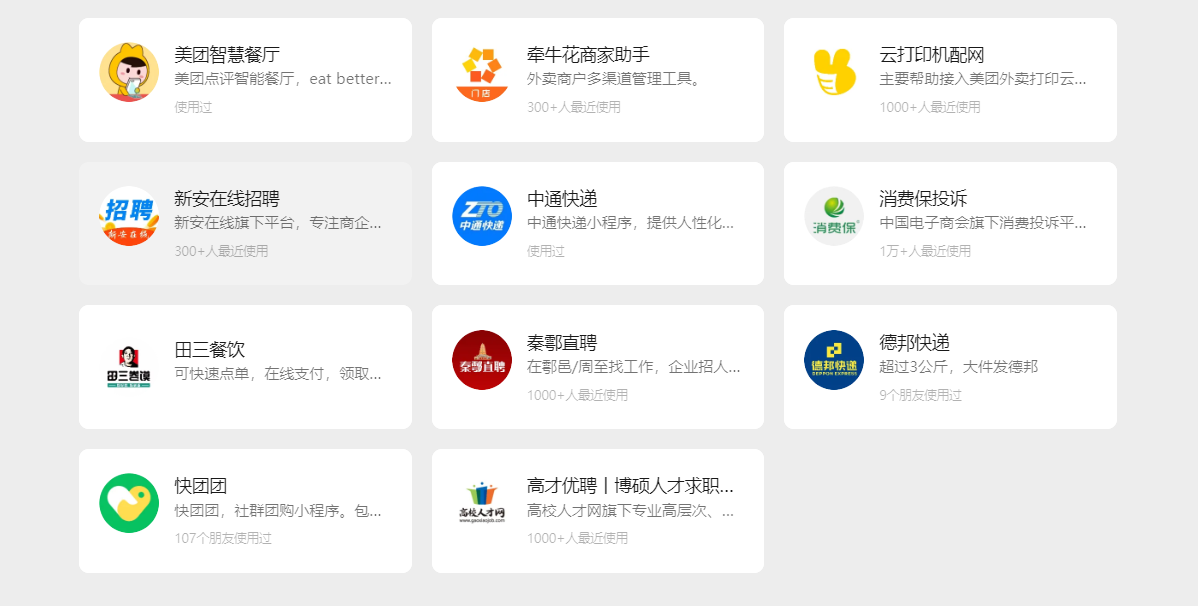 美团智慧餐厅
美团点评智能餐厅，eat better...
使用过
门店
牵牛花商家助手
外卖商户多渠道管理工具。
300+人最近使用
云打印机配网
主要帮助接入美团外卖打印云...
1000+人最近使用
招聘
新安在线
新安在线招聘
新安在线旗下平台，专注商企...
300+人最近使用
ZTO
中通快递
中通快递
中通快递小程序，提供人性化...
使用过
消费保
消费保投诉
中国电子商会旗下消费投诉平...
1万+人最近使用
田三卷馍
田三餐饮
可快速点单，在线支付，领取...
秦鄠直聘
秦鄠直聘
在鄠邑/周至找工作，企业招人...
1000+人最近使用
德邦快递
DEPPON EXPRESS
德邦快递
超过3公斤，大件发德邦
9个朋友使用过
快团团
快团团，社群团购小程序。包...
107个朋友使用过
高校人才网
www.gaoxiaojob.com
高才优聘丨博硕人才求职...
高校人才网旗下专业高层次、...
1000+人最近使用